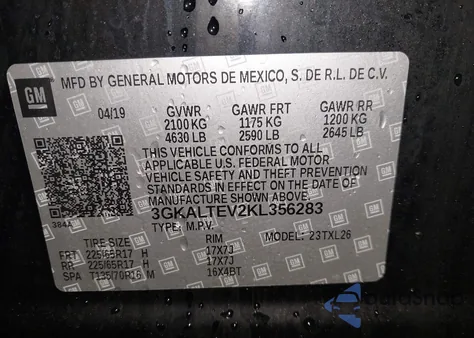 GM
MFD BY GENERAL MOTORS DE MEXICO, S. DE R.L. DE C.V.
04/19 GVWR GAWR FRT GAWR RR
2100 KG 1175 KG 1200 KG
4630 LB 2590 LB 2645 LB
THIS VEHICLE CONFORMS TO ALL
APPLICABLE U.S. FEDERAL MOTOR
VEHICLE SAFETY AND THEFT PREVENTION
STANDARDS IN EFFECT ON THE DATE OF
MANUFACTURE SHOWN ABOVE.
384A 3GKALTEV2KL356283
TYPE: M.P.V. MODEL: 23TXL26
TIRE SIZE RIM
FRT 225/65R17 H 17X7J
RR 225/65R17 H 17X7J
SPA T135/70R16 M 16X4BT
AutoSnap